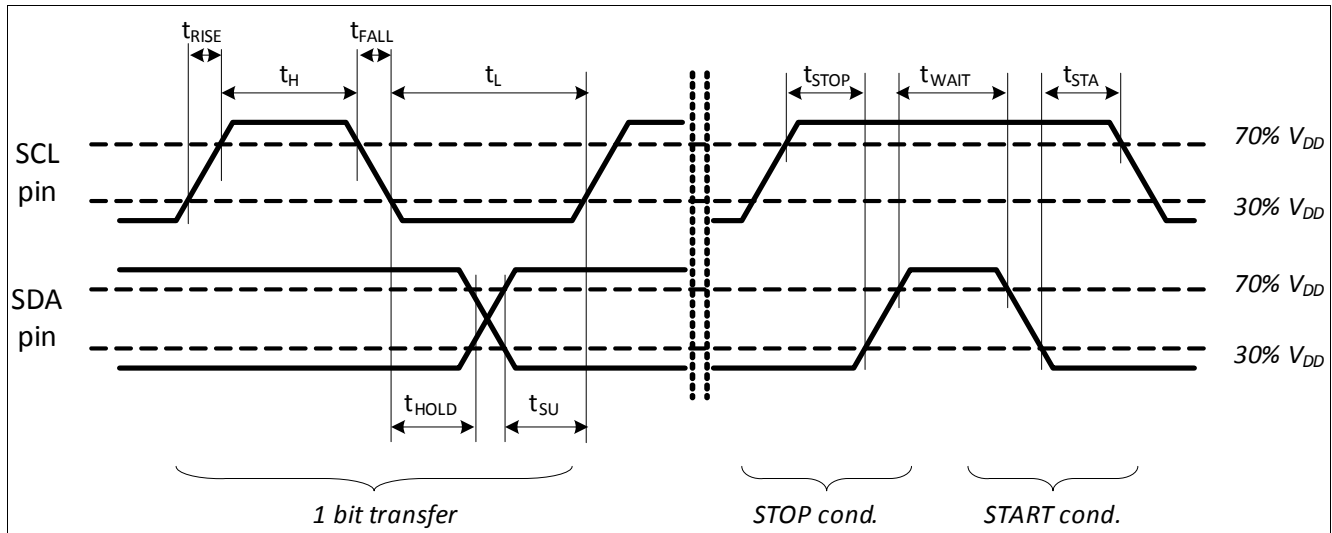 tRISE tFALL
tH tL tSTOP tWAIT tSTA
SCL pin
70% VDD
30% VDD
SDA pin
70% VDD
30% VDD
tHOLD tSU
1 bit transfer STOP cond. START cond.